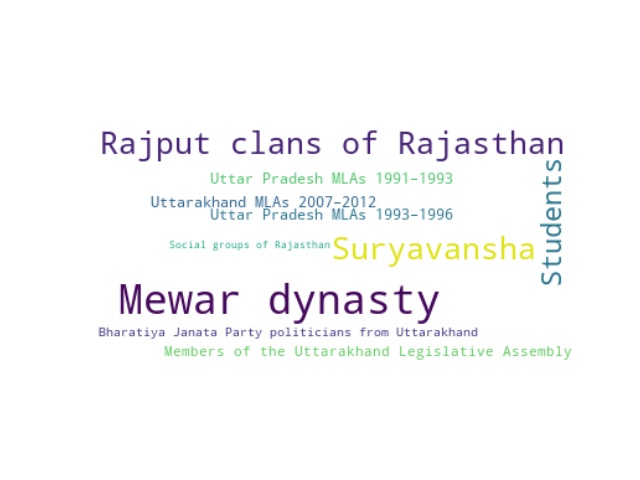 Rajput clans of Rajasthan
Students
Uttar Pradesh MLAs 1991–1993
Uttarakhand MLAs 2007–2012
Uttar Pradesh MLAs 1993–1996
Social groups of Rajasthan
Suryavansha
Mewar dynasty
Bharatiya Janata Party politicians from Uttarakhand
Members of the Uttarakhand Legislative Assembly